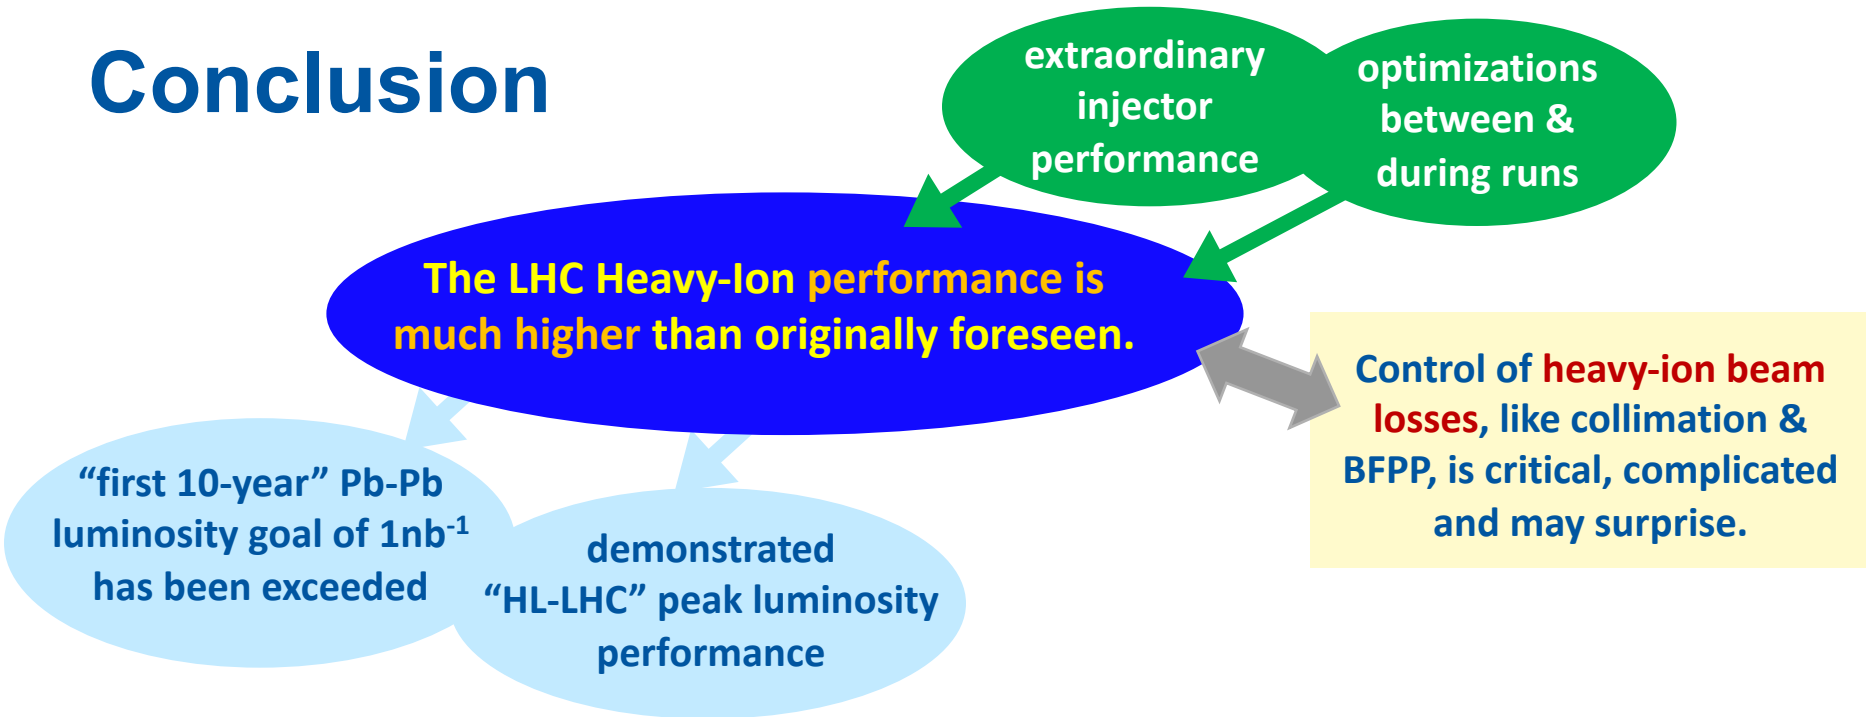 Conclusion
extraordinary
injector
performance
optimizations
between &
during runs
The LHC Heavy-Ion performance is
much higher than originally foreseen.
Control of heavy-ion beam
losses, like collimation &
BFPP, is critical, complicated
and may surprise.
“first 10-year” Pb-Pb
luminosity goal of 1nb⁻¹
has been exceeded
demonstrated
“HL-LHC” peak luminosity
performance